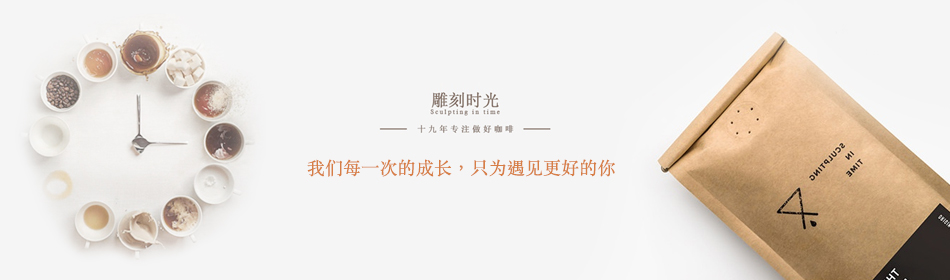 雕刻时光
Sculpting in time
十九年专注做好咖啡
我们每一次的成长，只为遇见更好的你
SCULPTING
IN
TIME